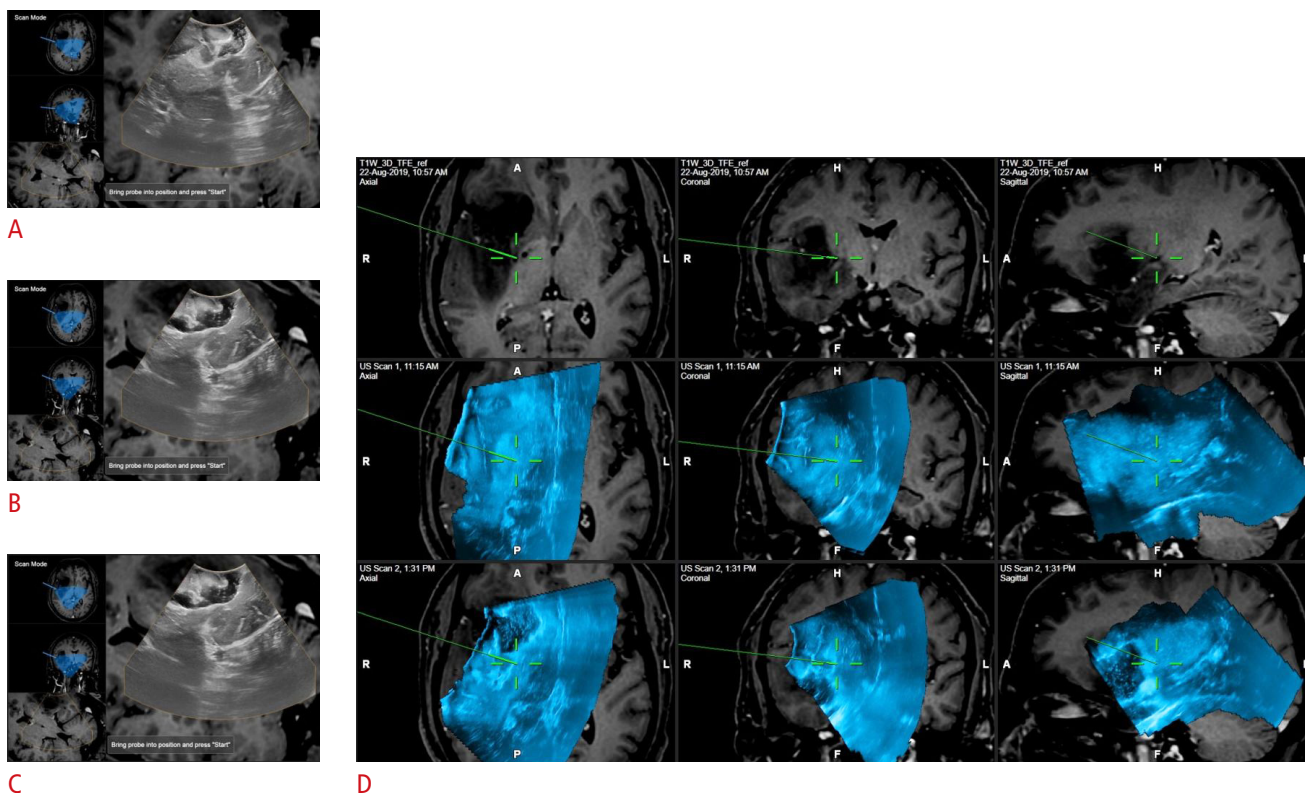 Scan Mode
Bring probe into position and press "Start"
A
Scan Mode
Bring probe into position and press "Start"
B
Scan Mode
Bring probe into position and press "Start"
C
T1W_3D_TFE_ref
22-Aug-2019, 10:57 AM
Axial
A
R
L
P
T1W_3D_TFE_ref
22-Aug-2019, 10:57 AM
Coronal
H
R
L
F
T1W_3D_TFE_ref
22-Aug-2019, 10:57 AM
Sagittal
H
A
F
US Scan 1, 11:15 AM
Axial
A
R
L
P
US Scan 1, 11:15 AM
Coronal
H
R
L
F
US Scan 1, 11:15 AM
Sagittal
H
A
F
US Scan 2, 1:31 PM
Axial
A
R
L
P
US Scan 2, 1:31 PM
Coronal
H
R
L
F
US Scan 2, 1:31 PM
Sagittal
H
A
F
D